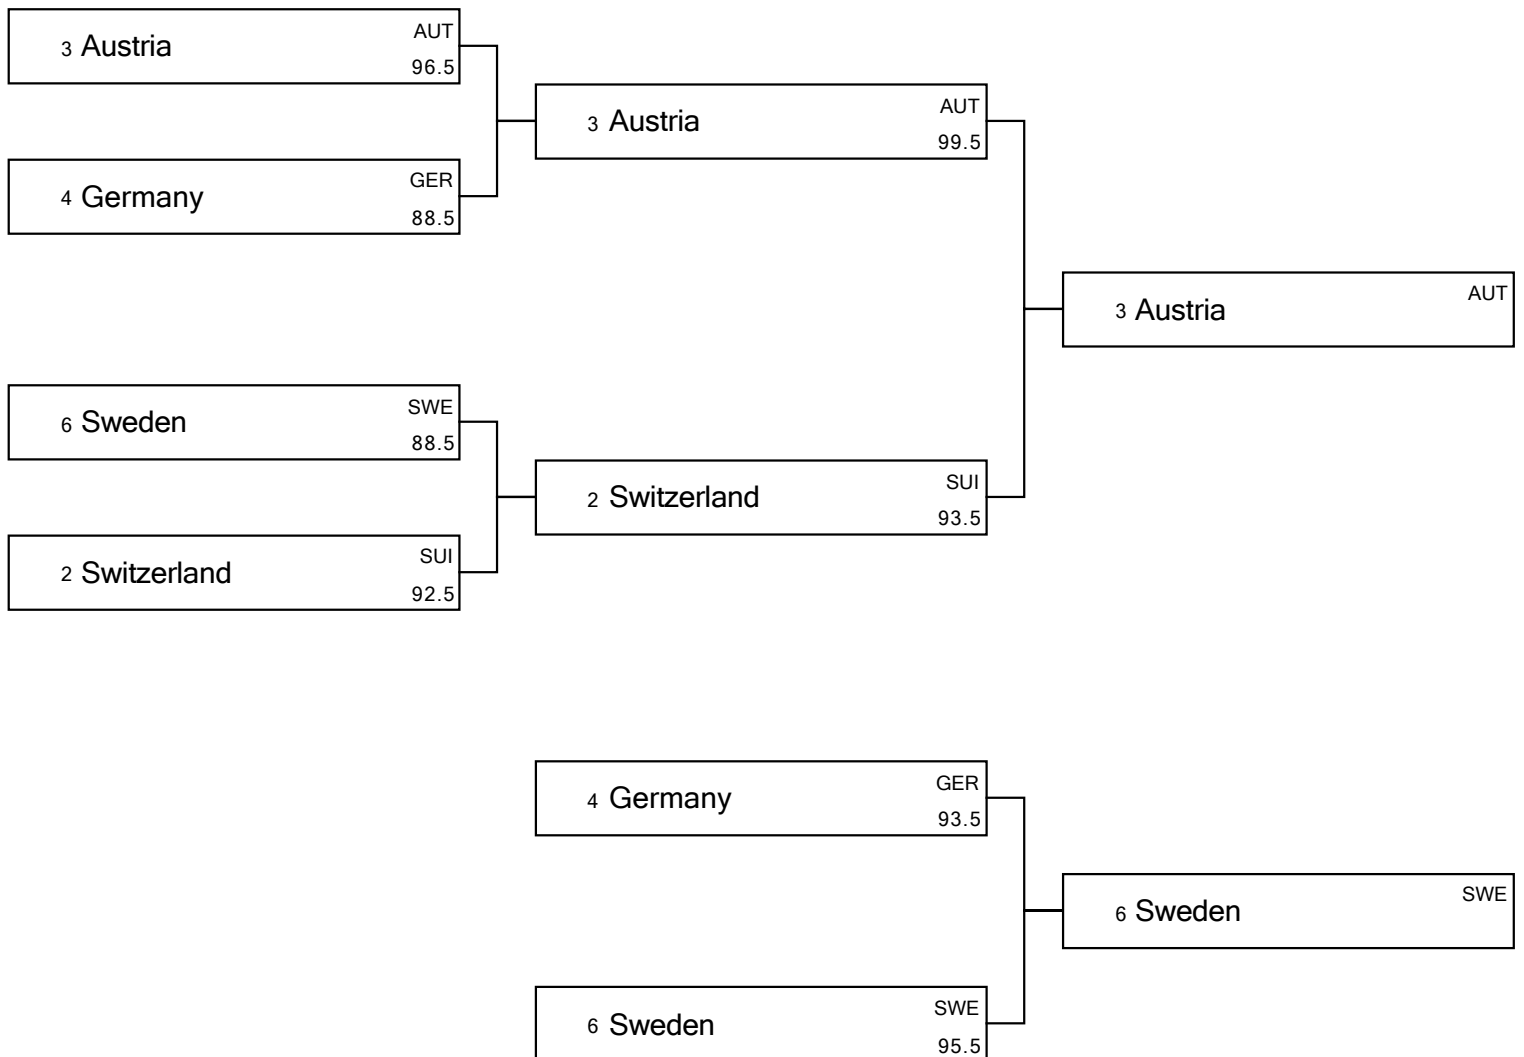 3 Austria AUT
96.5
4 Germany GER
88.5
6 Sweden SWE
88.5
2 Switzerland SUI
92.5
3 Austria AUT
99.5
2 Switzerland SUI
93.5
3 Austria AUT
4 Germany GER
93.5
6 Sweden SWE
95.5
6 Sweden SWE